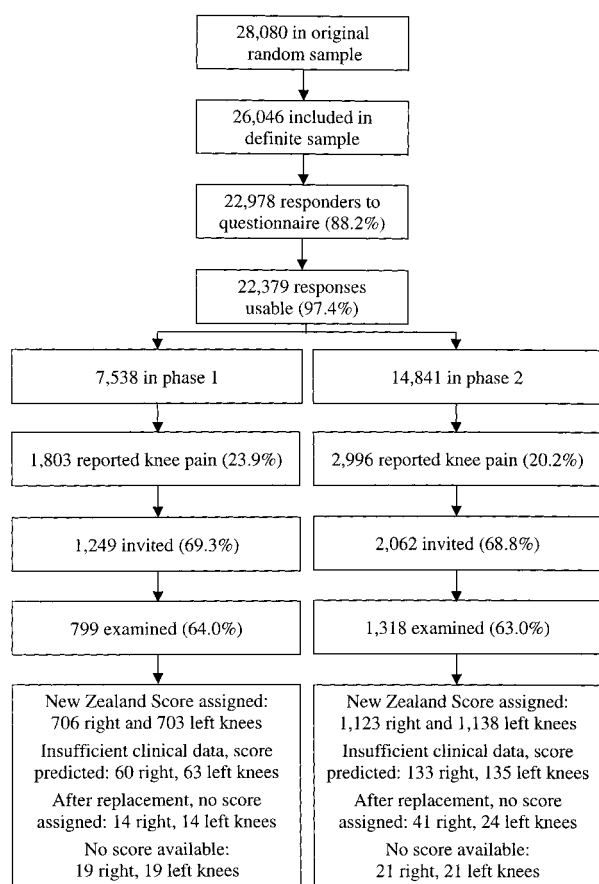 28,080 in original
random sample
26,046 included in
definite sample
22,978 responders to
questionnaire (88.2%)
22,379 responses
usable (97.4%)
7,538 in phase 1
1,803 reported knee pain (23.9%)
1,249 invited (69.3%)
799 examined (64.0%)
New Zealand Score assigned:
706 right and 703 left knees
Insufficient clinical data, score
predicted: 60 right, 63 left knees
After replacement, no score
assigned: 14 right, 14 left knees
No score available:
19 right, 19 left knees
14,841 in phase 2
2,996 reported knee pain (20.2%)
2,062 invited (68.8%)
1,318 examined (63.0%)
New Zealand Score assigned:
1,123 right and 1,138 left knees
Insufficient clinical data, score
predicted: 133 right, 135 left knees
After replacement, no score
assigned: 41 right, 24 left knees
No score available:
21 right, 21 left knees